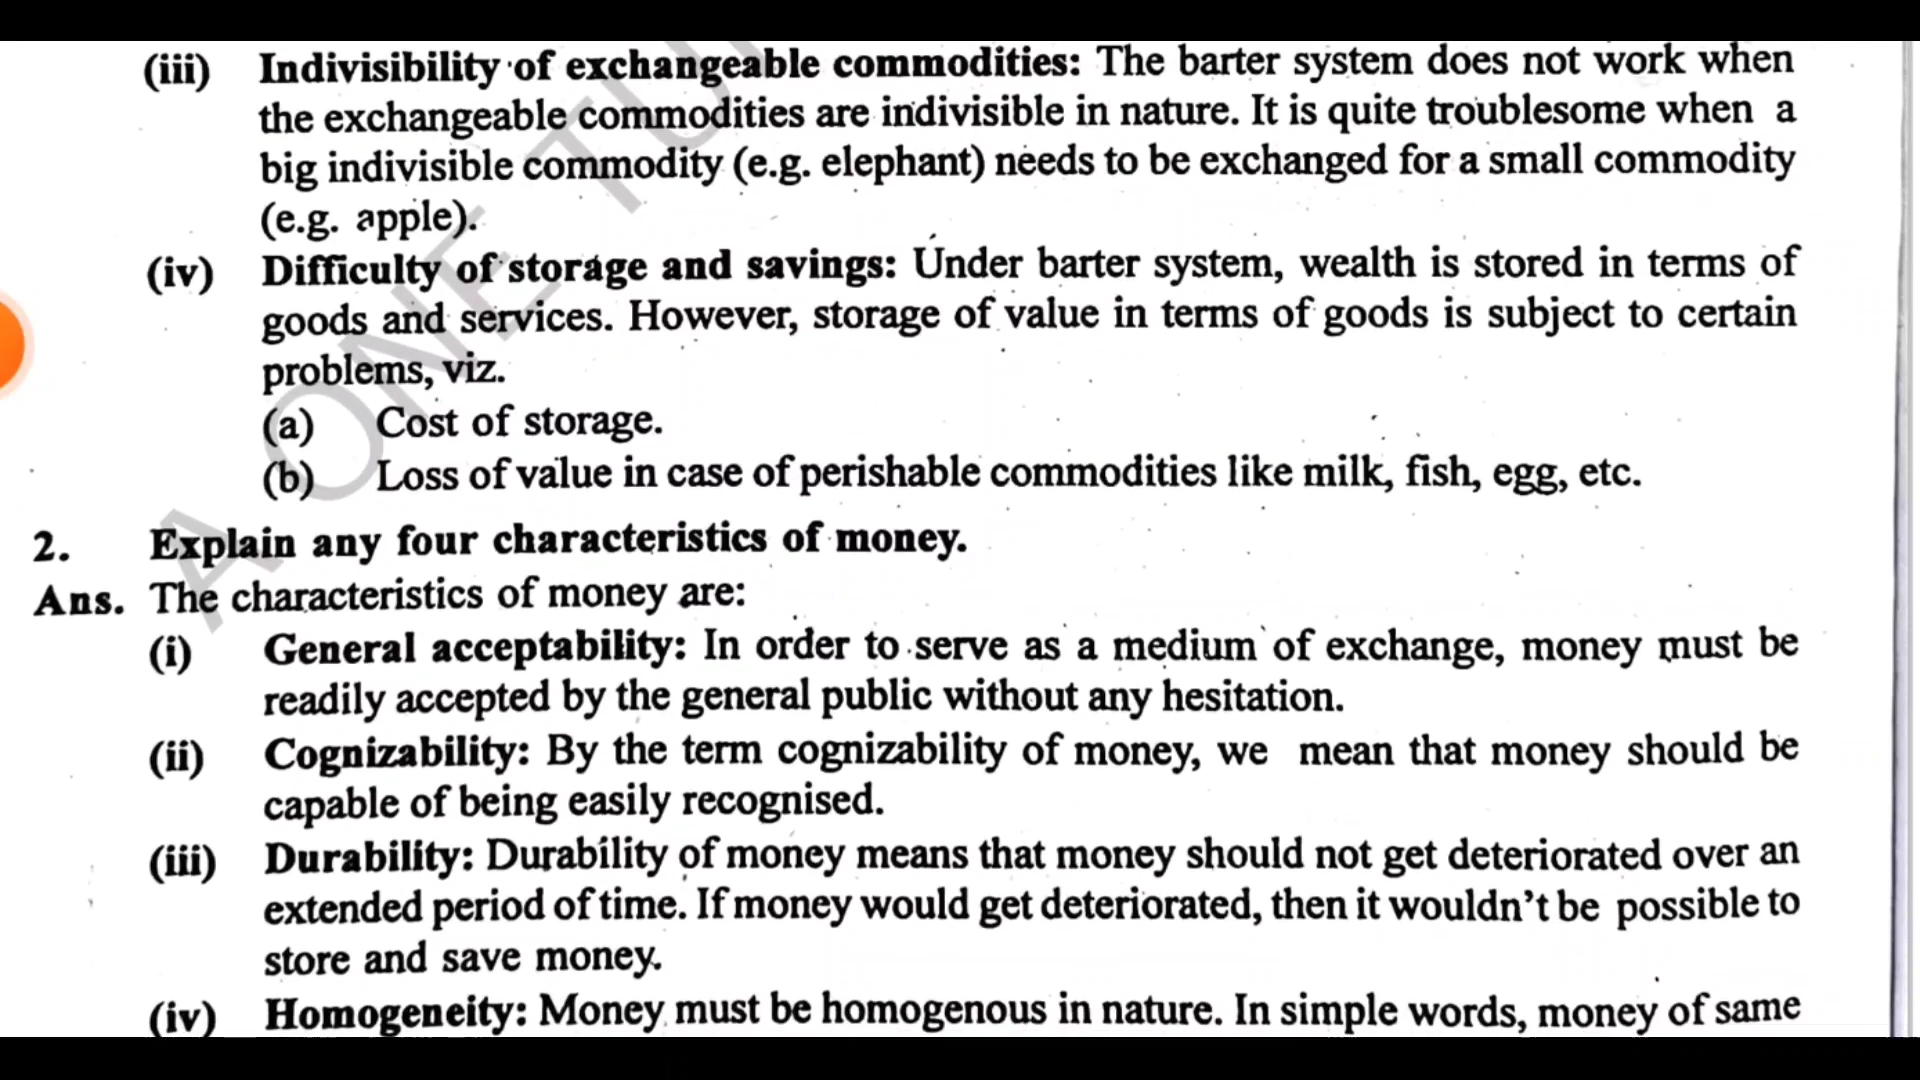 (iii) Indivisibility of exchangeable commodities: The barter system does not work when
the exchangeable commodities are indivisible in nature. It is quite troublesome when a
big indivisible commodity (e.g. elephant) needs to be exchanged for a small commodity
(e.g. apple).
(iv) Difficulty of storage and savings: Under barter system, wealth is stored in terms of
goods and services. However, storage of value in terms of goods is subject to certain
problems, viz.
(a) Cost of storage.
(b) Loss of value in case of perishable commodities like milk, fish, egg, etc.
2. Explain any four characteristics of money.
Ans. The characteristics of money are:
(i) General acceptability: In order to serve as a medium of exchange, money must be
readily accepted by the general public without any hesitation.
(ii) Cognizability: By the term cognizability of money, we mean that money should be
capable of being easily recognised.
(iii) Durability: Durability of money means that money should not get deteriorated over an
extended period of time. If money would get deteriorated, then it wouldn't be possible to
store and save money.
(iv) Homogeneity: Money must be homogenous in nature. In simple words, money of same
A ONE